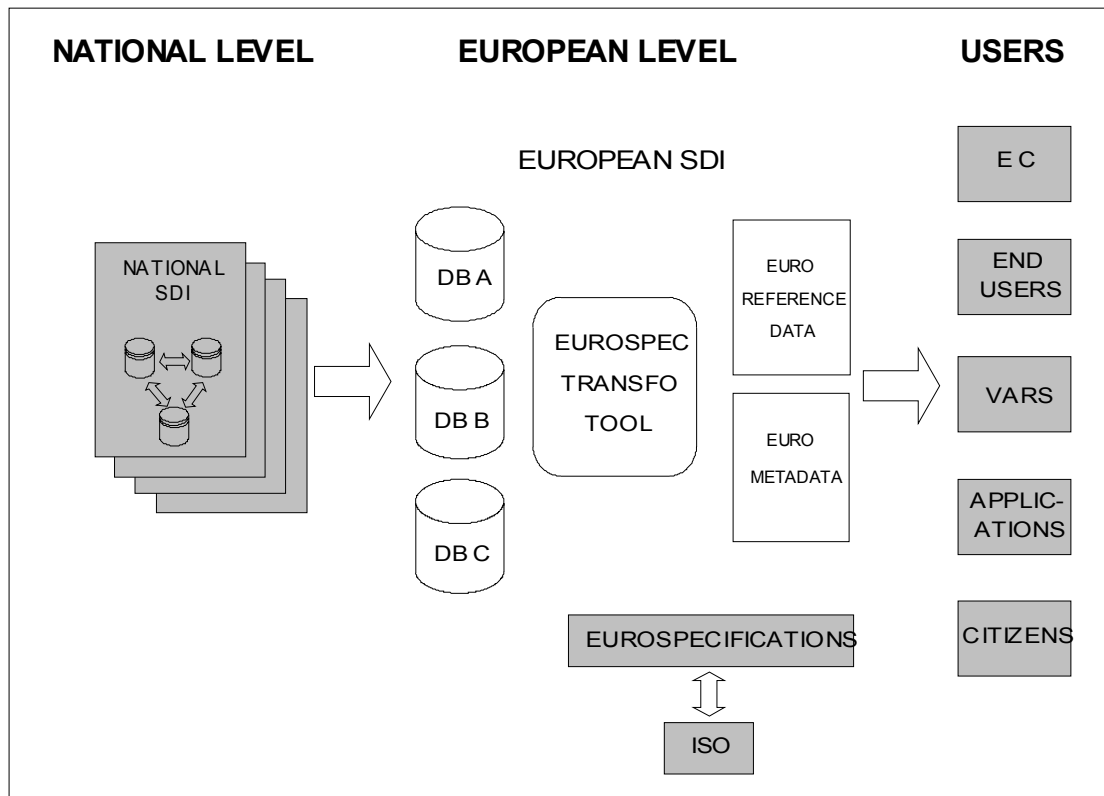 NATIONAL LEVEL
EUROPEAN LEVEL
USERS
EUROPEAN SDI
NATIONAL
SDI
DB A
DB B
DB C
EUROSPEC
TRANSFO
TOOL
EURO
REFERENCE
DATA
EURO
METADATA
EUROSPECIFICATIONS
ISO
E C
END
USERS
VARS
APPLIC-
ATIONS
CITIZENS